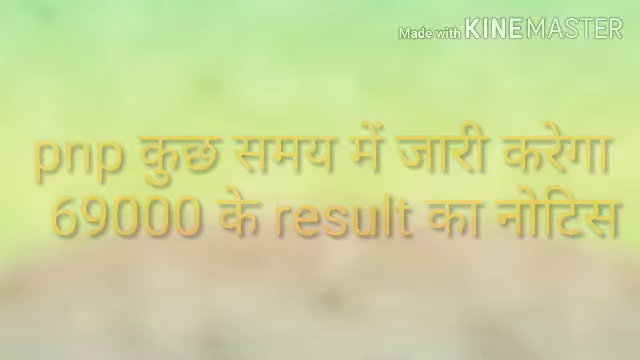 Made with KINEMASTER
pnp कुछ समय में जारी करेगा
69000 के result का नोटिस